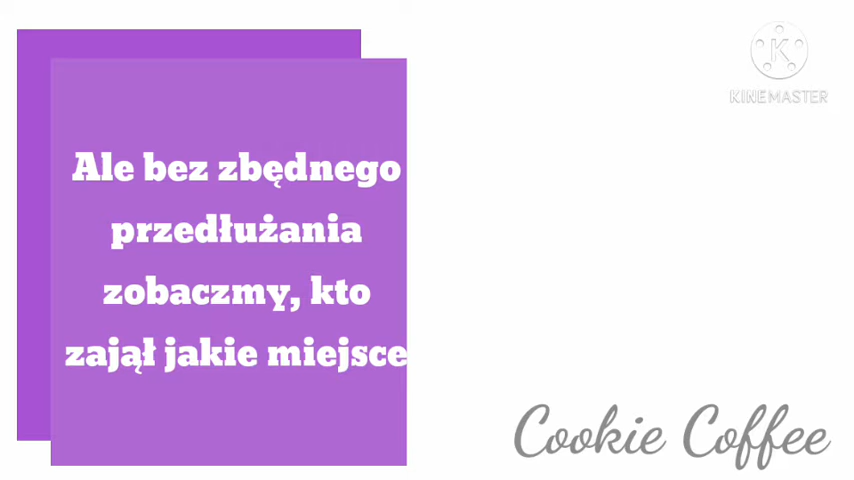 Ale bez zbędnego
przedłużania
zobaczmy, kto
zajął jakie miejsce
K
KINEMASTER
Cookie Coffee